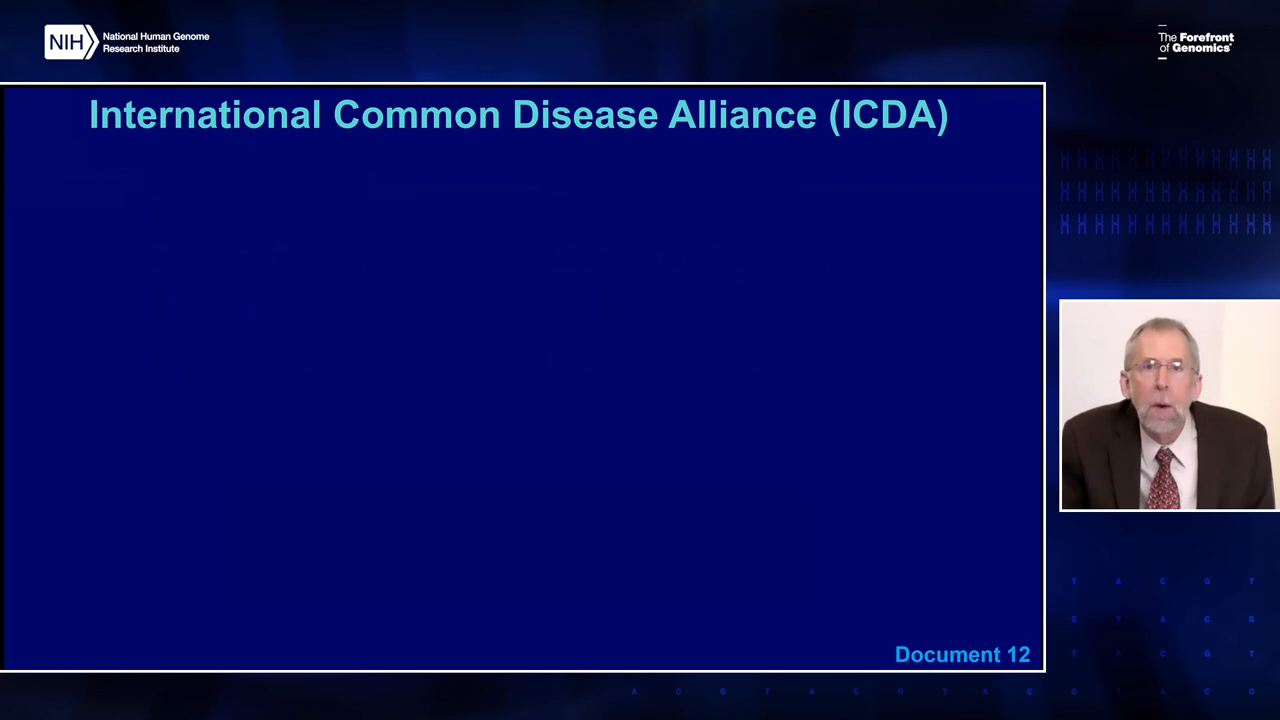 NIH
National Human Genome
Research Institute
The Forefront
of Genomics®
International Common Disease Alliance (ICDA)
Document 12
T A C G T
G T A C G
T A C G T
A C G T A C G T A C G T A C G